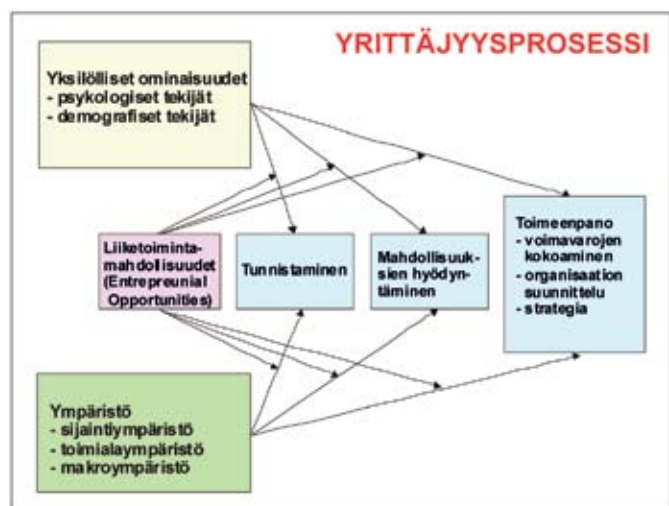 YRITTÄJYYSPROSESSI
Yksilölliset ominaisuudet
- psykologiset tekijät
- demografiset tekijät
Liiketoiminta-
mahdollisuudet
(Entrepreunial
Opportunities)
Tunnistaminen
Mahdollisuuk-
sien hyödyn-
täminen
Toimeenpano
- voimavarojen
kokoaminen
- organisaation
suunnittelu
- strategia
Ympäristö
- sijaintiympäristö
- toimialaympäristö
- makroympäristö